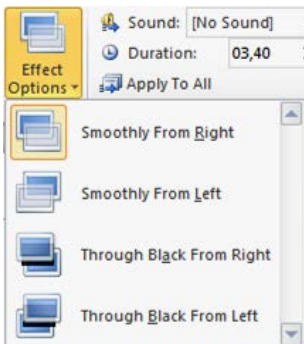 Effect
Options
Sound: [No Sound]
Duration: 03,40
Apply To All
Smoothly From Right
Smoothly From Left
Through Black From Right
Through Black From Left